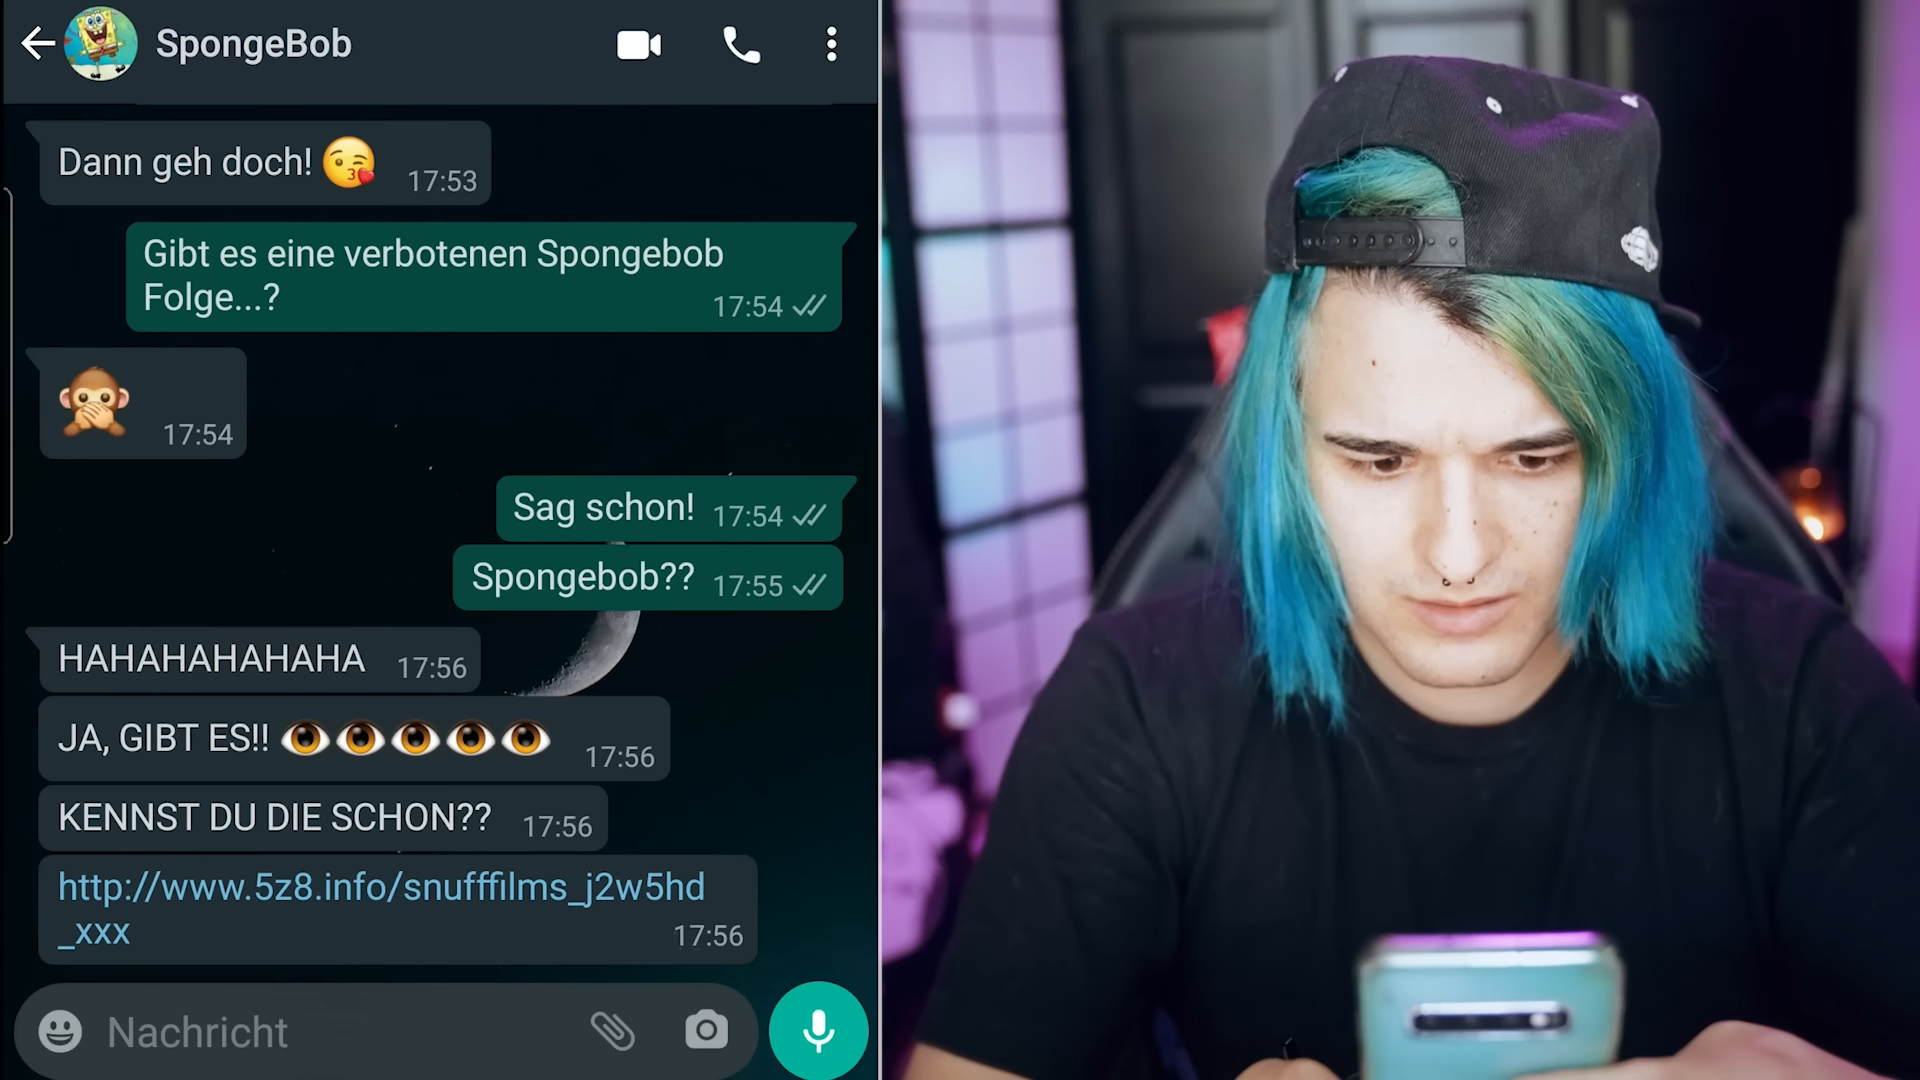 SpongeBob
Dann geh doch! 😘 17:53
Gibt es eine verbotenen Spongebob
Folge...? 17:54
🙊 17:54
Sag schon! 17:54
Spongebob?? 17:55
HAHAHAHAHAHA 17:56
JA, GIBT ES!! 👁👁👁👁👁 17:56
KENNST DU DIE SCHON?? 17:56
http://www.5z8.info/snufffilms_j2w5hd
_xxx 17:56
Nachricht